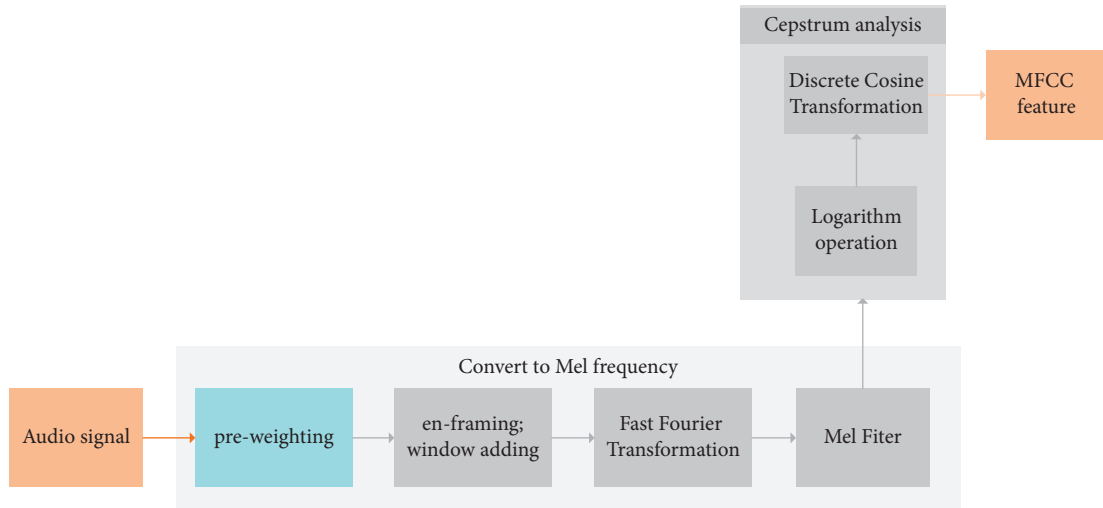 Cepstrum analysis
Discrete Cosine
Transformation
MFCC
feature
Logarithm
operation
Convert to Mel frequency
Audio signal
pre-weighting
en-framing;
window adding
Fast Fourier
Transformation
Mel Fiter